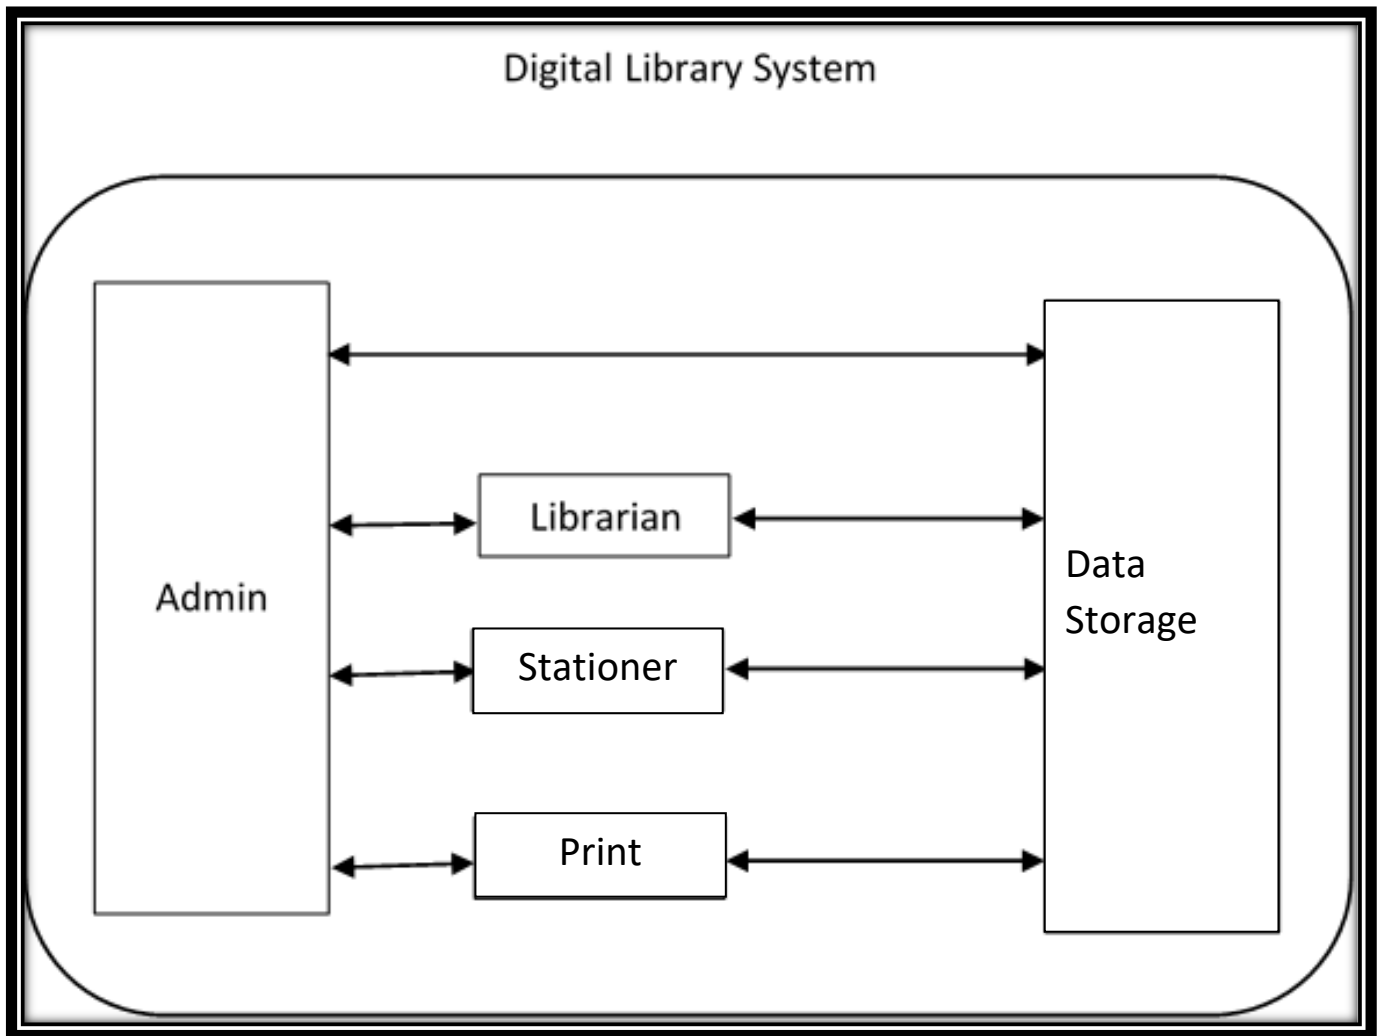 Digital Library System
Librarian
Admin
Data
Storage
Stationer
Print